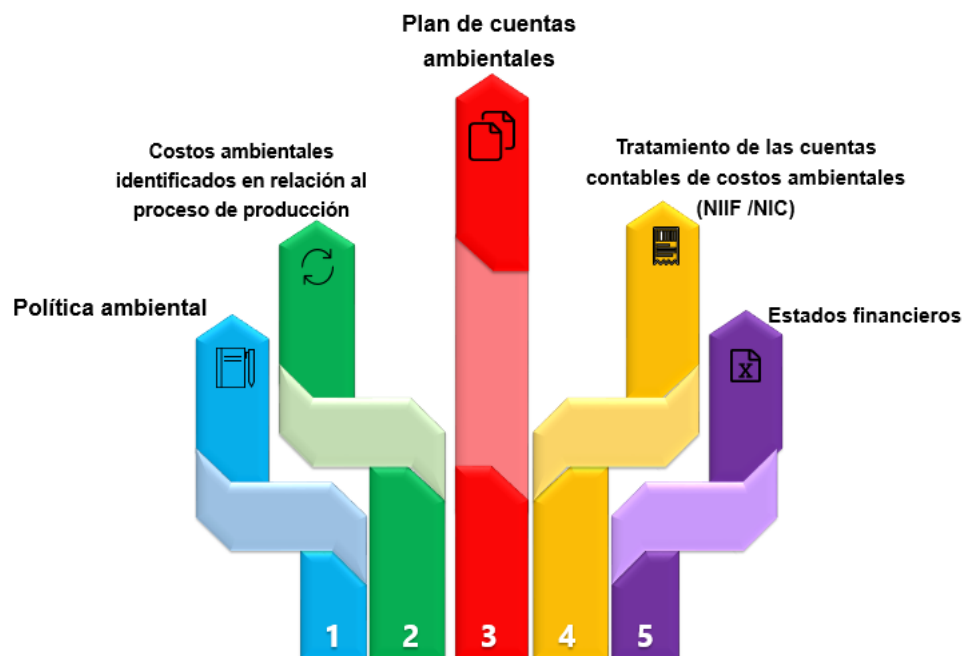 Plan de cuentas
ambientales
Costos ambientales
identificados en relación al
proceso de producción
Tratamiento de las cuentas
contables de costos ambientales
(NIIF /NIC)
Política ambiental
Estados financieros
X
1 2 3 4 5